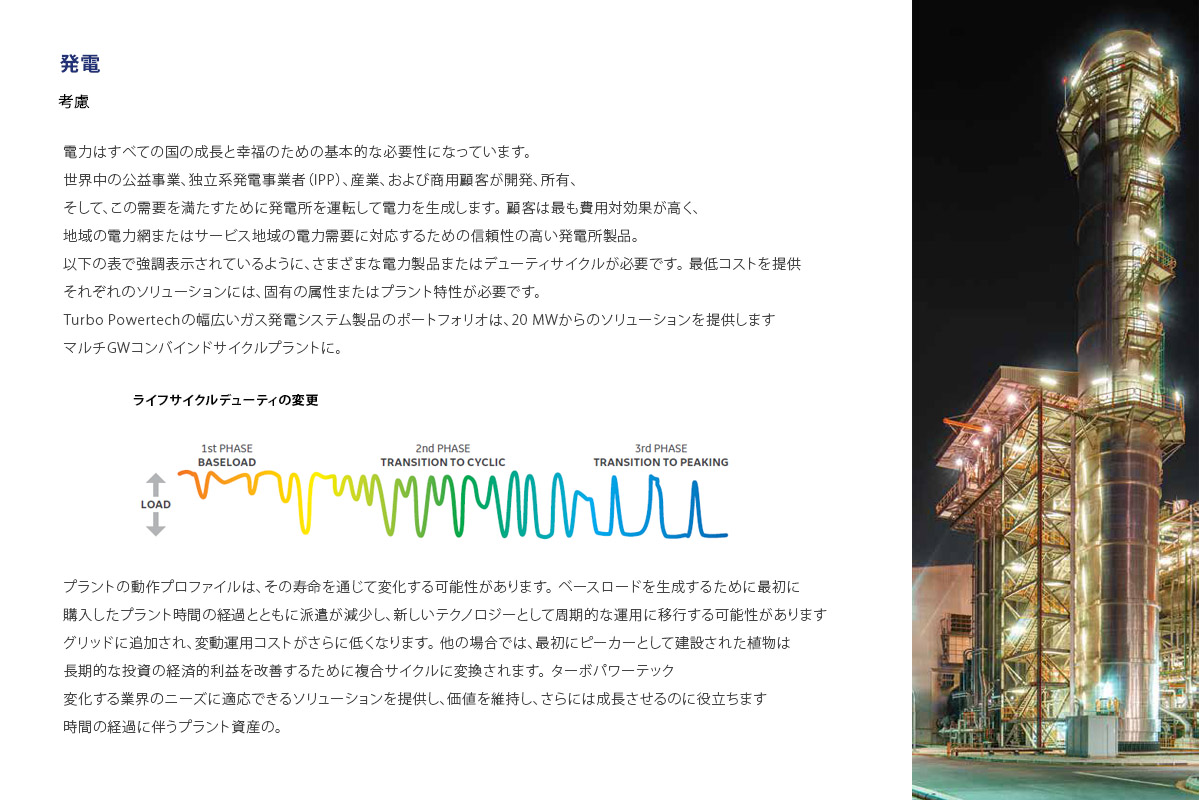 発電
考慮
電力はすべての国の成長と幸福のための基本的な必要性になっています。
世界中の公益事業、独立系発電事業者（IPP）、産業、および商用顧客が開発、所有、
そして、この需要を満たすために発電所を運転して電力を生成します。 顧客は最も費用対効果が高く、
地域の電力網またはサービス地域の電力需要に対応するための信頼性の高い発電所製品。
以下の表で強調表示されているように、さまざまな電力製品またはデューティサイクルが必要です。 最低コストを提供
それぞれのソリューションには、固有の属性またはプラント特性が必要です。
Turbo Powertechの幅広いガス発電システム製品のポートフォリオは、20 MWからのソリューションを提供します
マルチGWコンバインドサイクルプラントに。
ライフサイクルデューティの変更
1st PHASE
BASELOAD
2nd PHASE
TRANSITION TO CYCLIC
3rd PHASE
TRANSITION TO PEAKING
LOAD
プラントの動作プロファイルは、その寿命を通じて変化する可能性があります。 ベースロードを生成するために最初に
購入したプラント時間の経過とともに派遣が減少し、新しいテクノロジーとして周期的な運用に移行する可能性があります
グリッドに追加され、変動運用コストがさらに低くなります。 他の場合では、最初にピーカーとして建設された植物は
長期的な投資の経済的利益を改善するために複合サイクルに変換されます。 ターボパワーテック
変化する業界のニーズに適応できるソリューションを提供し、価値を維持し、さらには成長させるのに役立ちます
時間の経過に伴うプラント資産の。